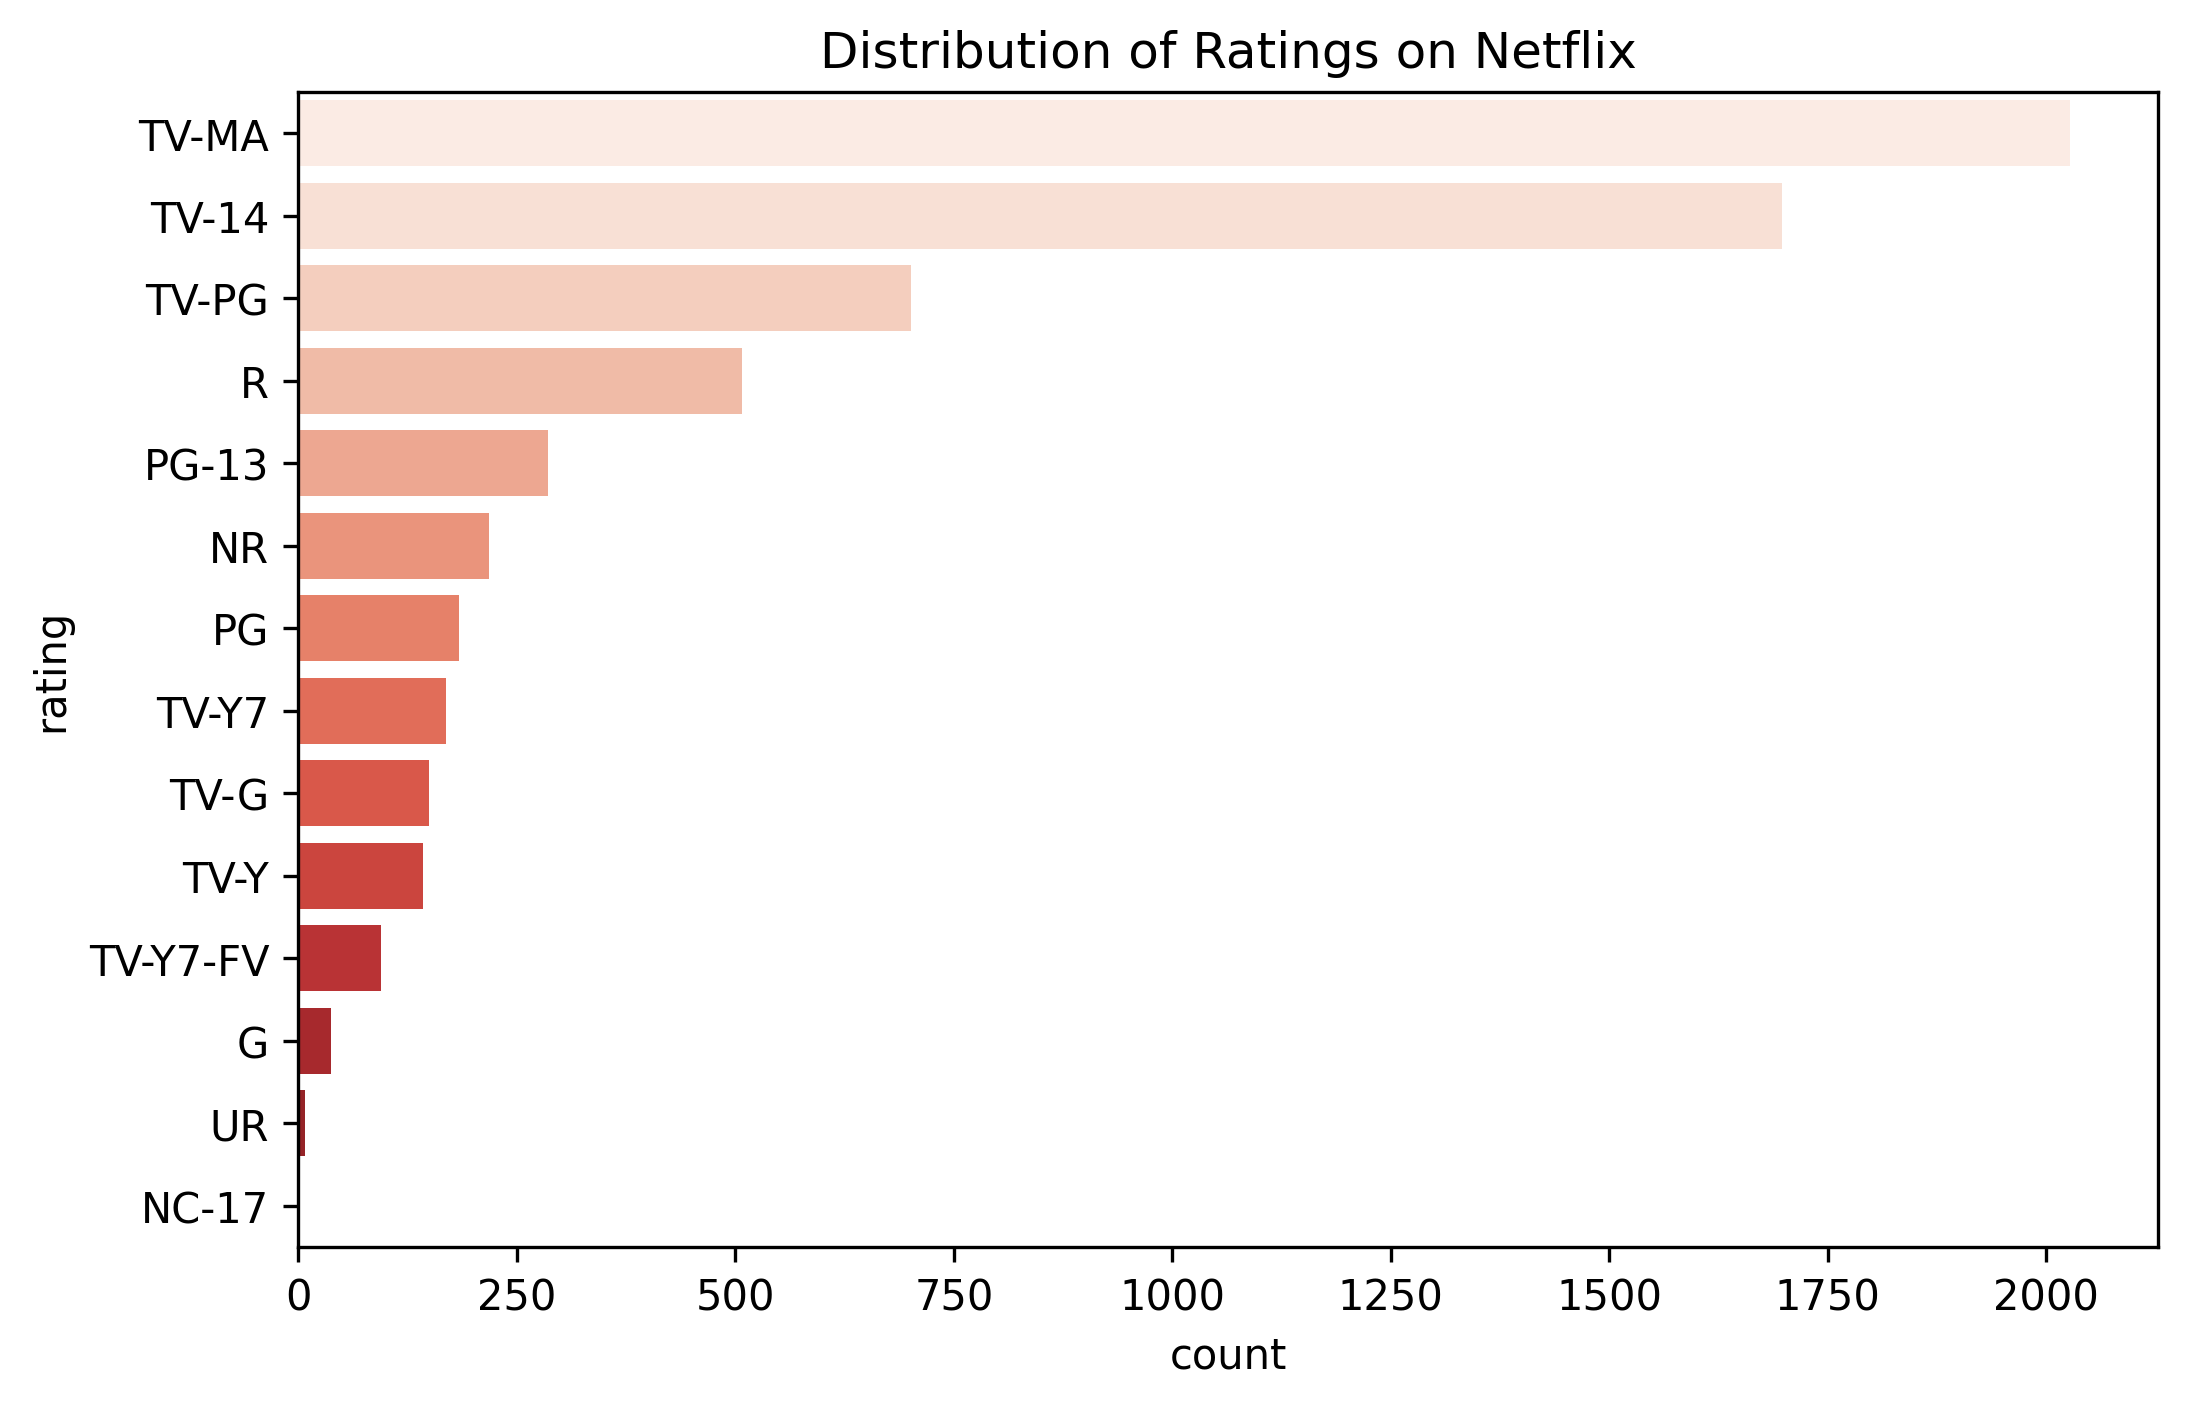 Distribution of Ratings on Netflix
TV-MA
TV-14
TV-PG
R
PG-13
NR
PG
TV-Y7
TV-G
TV-Y
TV-Y7-FV
G
UR
NC-17
rating
0 250 500 750 1000 1250 1500 1750 2000
count